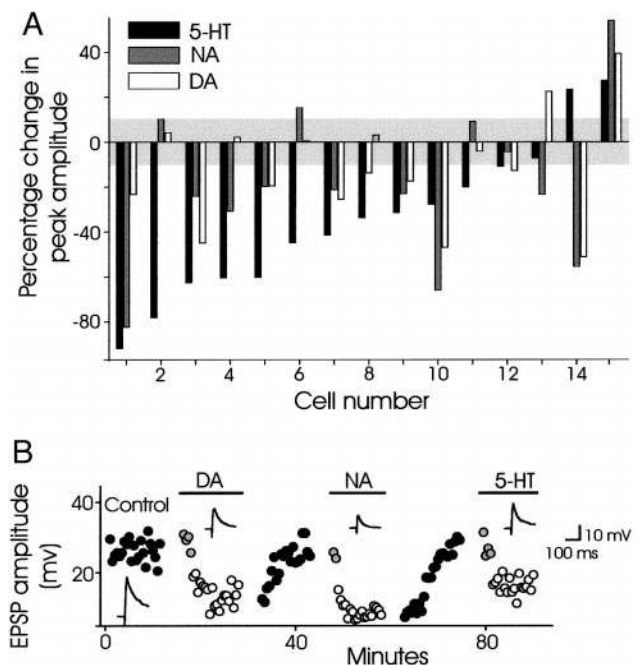 A
5-HT
NA
DA
Percentage change in
peak amplitude
40
0
-40
-80
2
4
6
8
10
12
14
Cell number
B
DA
NA
5-HT
EPSP amplitude
(mv)
40
20
Control
10 mV
100 ms
0
40
80
Minutes